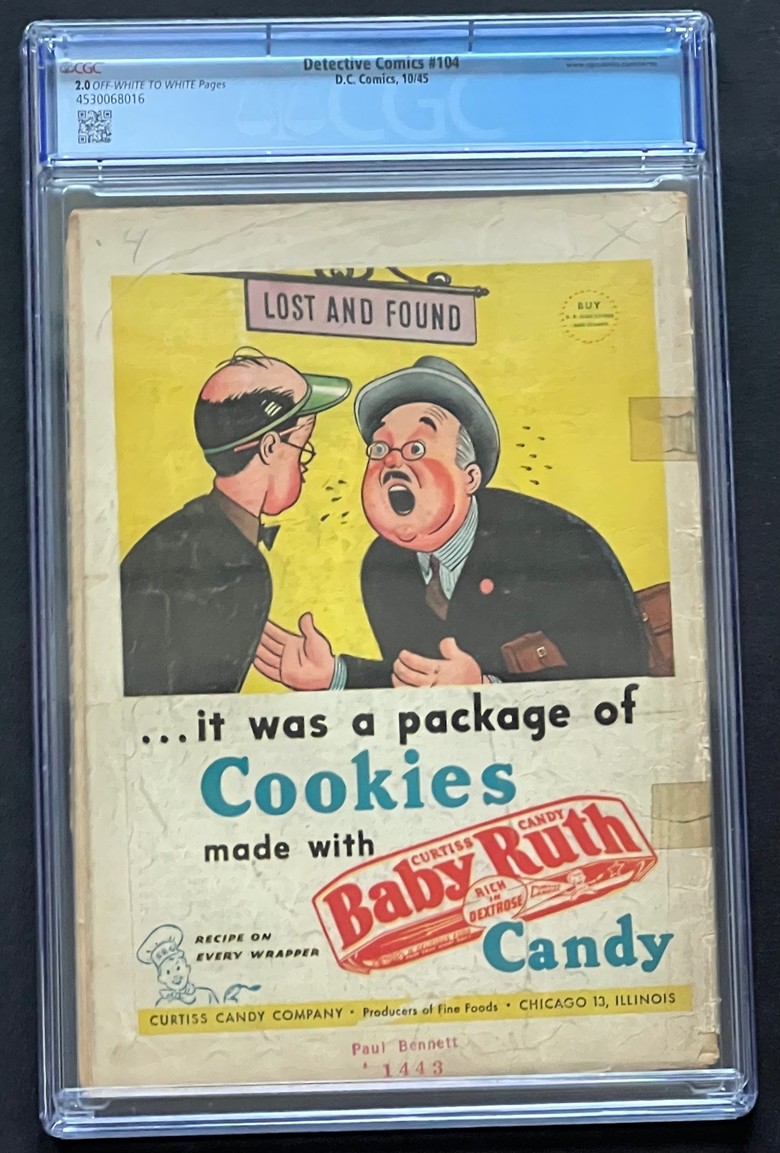 CGC
Detective Comics #104
D.C. Comics, 10/45
2.0 OFF-WHITE TO WHITE Pages
4530068016
CGC
4
LOST AND FOUND
BUY
...it was a package of
Cookies
made with
CURTISS CANDY
Baby Ruth
RICH
IN
DEXTROSE
Candy
RECIPE ON
EVERY WRAPPER
CURTISS CANDY COMPANY • Producers of Fine Foods • CHICAGO 13, ILLINOIS
Paul Bennett
1443